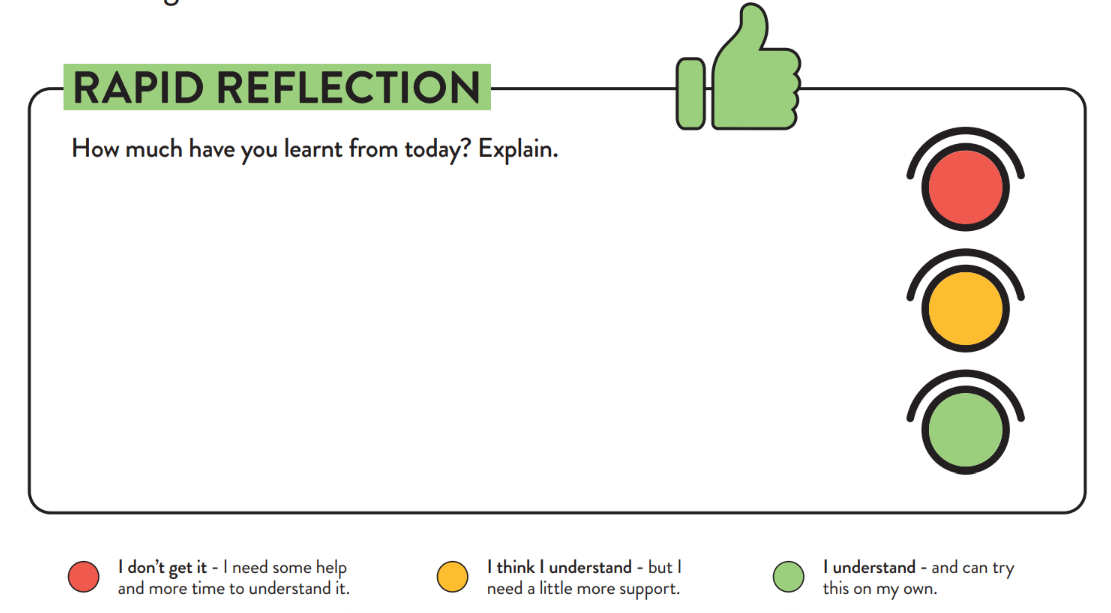 RAPID REFLECTION
How much have you learnt from today? Explain.
I don't get it - I need some help
and more time to understand it.
I think I understand - but I
need a little more support.
I understand - and can try
this on my own.